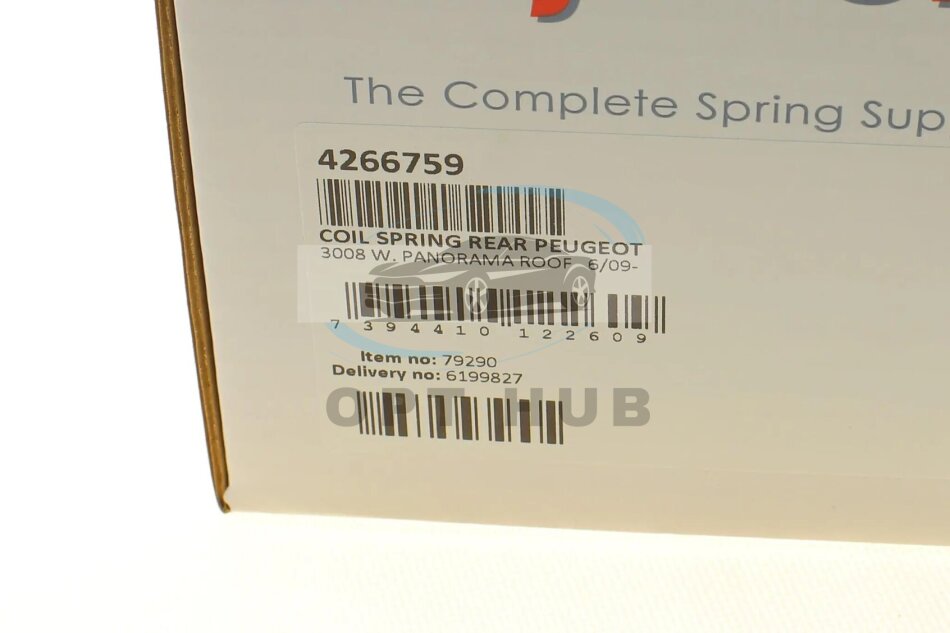 The Complete Spring Sup
4266759
COIL SPRING REAR PEUGEOT
3008 W. PANORAMA ROOF 6/09-
7 394410 122609
Item no: 79290
Delivery no: 6199827
OPT HUB